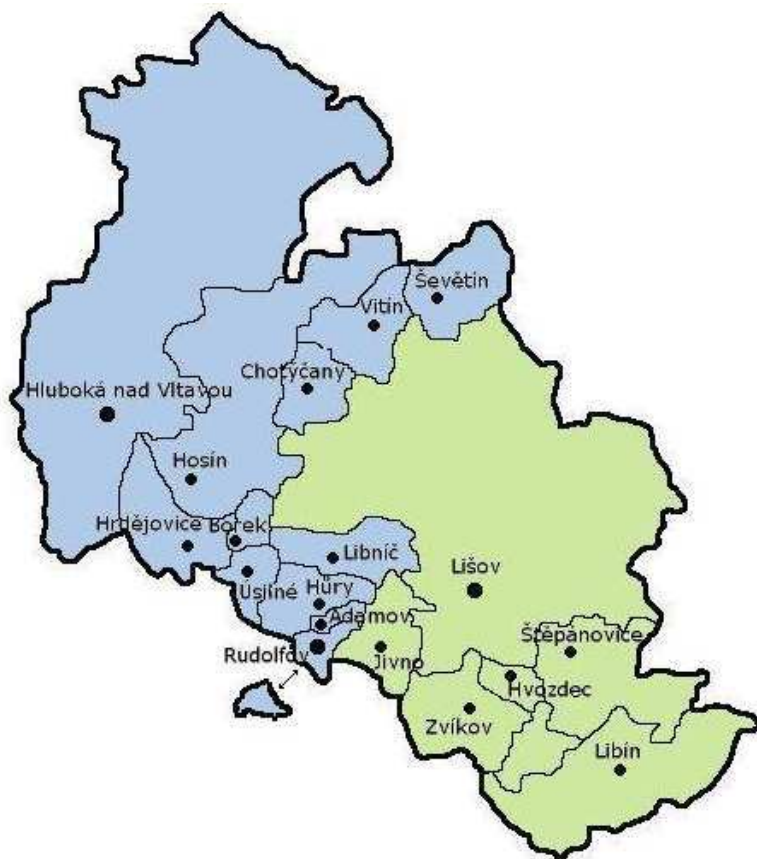 Ševětín
Vitín
Chotýčany
Hluboká nad Vltavou
Hosín
Hrdějovice
Borek
Libníč
Lišov
Úsilné
Hůry
Adamov
Štěpánovice
Rudolfov
Jivno
Hvozdec
Zvíkov
Libín